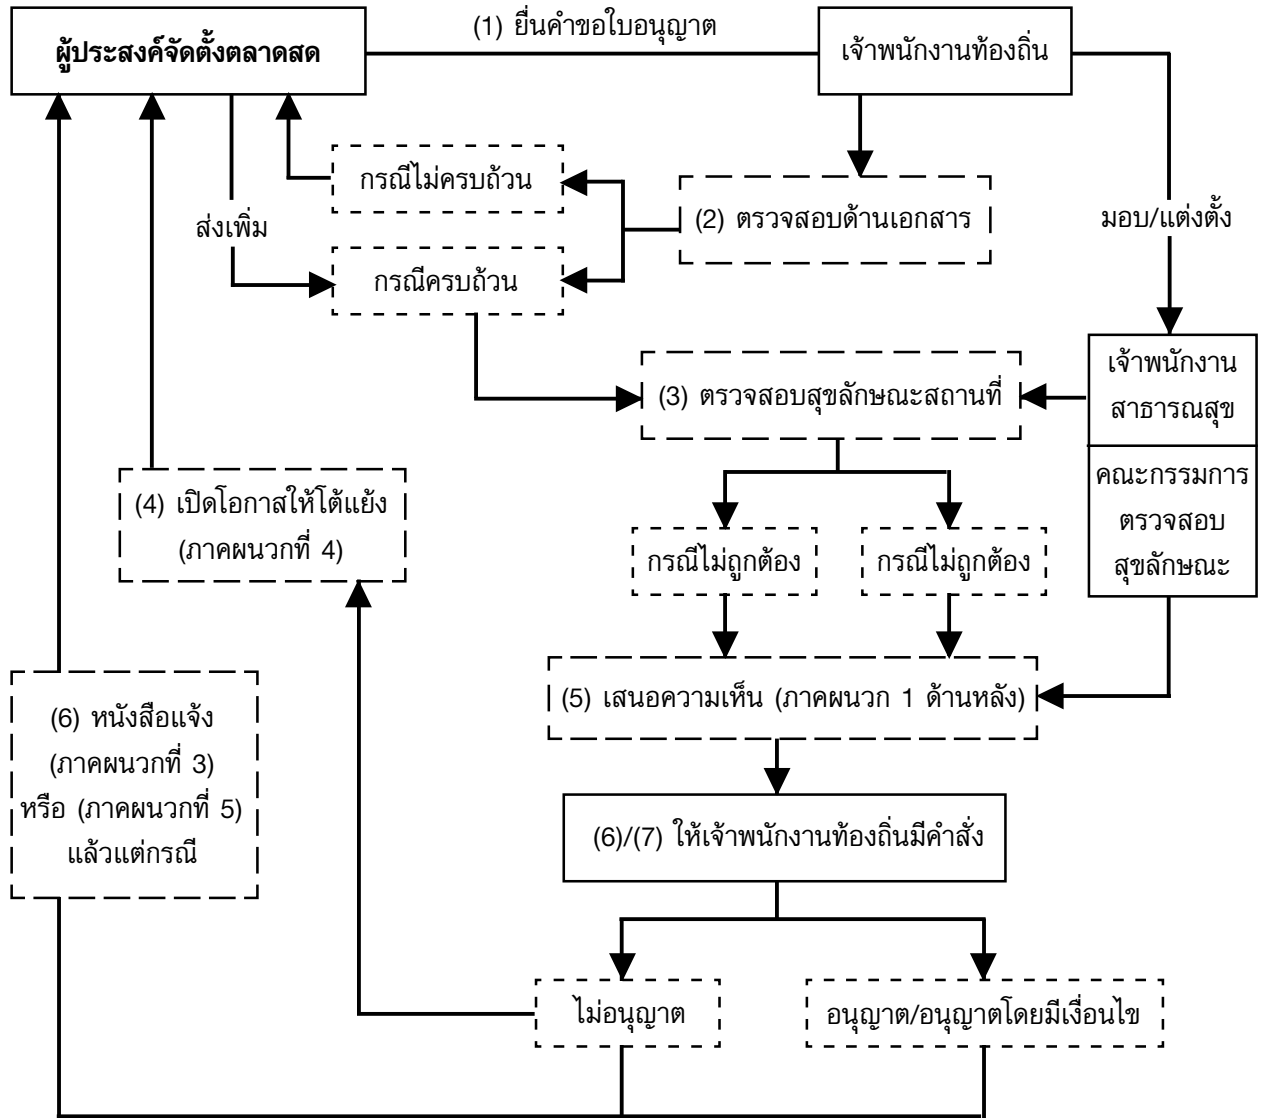 (1) ยื่นคำขอใบอนุญาต
ผู้ประสงค์จัดตั้งตลาดสด
เจ้าพนักงานท้องถิ่น
กรณีไม่ครบถ้วน
(2) ตรวจสอบด้านเอกสาร
ส่งเพิ่ม
มอบ/แต่งตั้ง
กรณีครบถ้วน
(3) ตรวจสอบสุขลักษณะสถานที่
เจ้าพนักงาน
สาธารณสุข
คณะกรรมการ
ตรวจสอบ
สุขลักษณะ
(4) เปิดโอกาสให้โต้แย้ง
(ภาคผนวกที่ 4)
กรณีไม่ถูกต้อง
กรณีไม่ถูกต้อง
(5) เสนอความเห็น (ภาคผนวก 1 ด้านหลัง)
(6) หนังสือแจ้ง
(ภาคผนวกที่ 3)
หรือ (ภาคผนวกที่ 5)
แล้วแต่กรณี
(6)/(7) ให้เจ้าพนักงานท้องถิ่นมีคำสั่ง
ไม่อนุญาต
อนุญาต/อนุญาตโดยมีเงื่อนไข